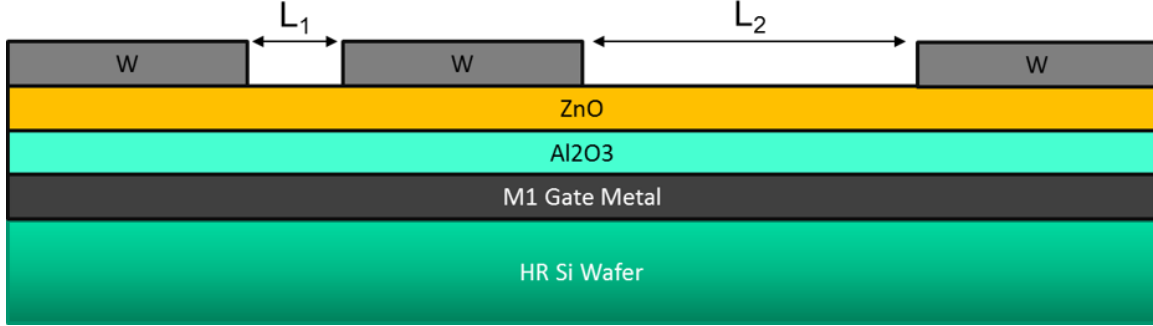 L₁ L₂
W W W
ZnO
Al2O3
M1 Gate Metal
HR Si Wafer